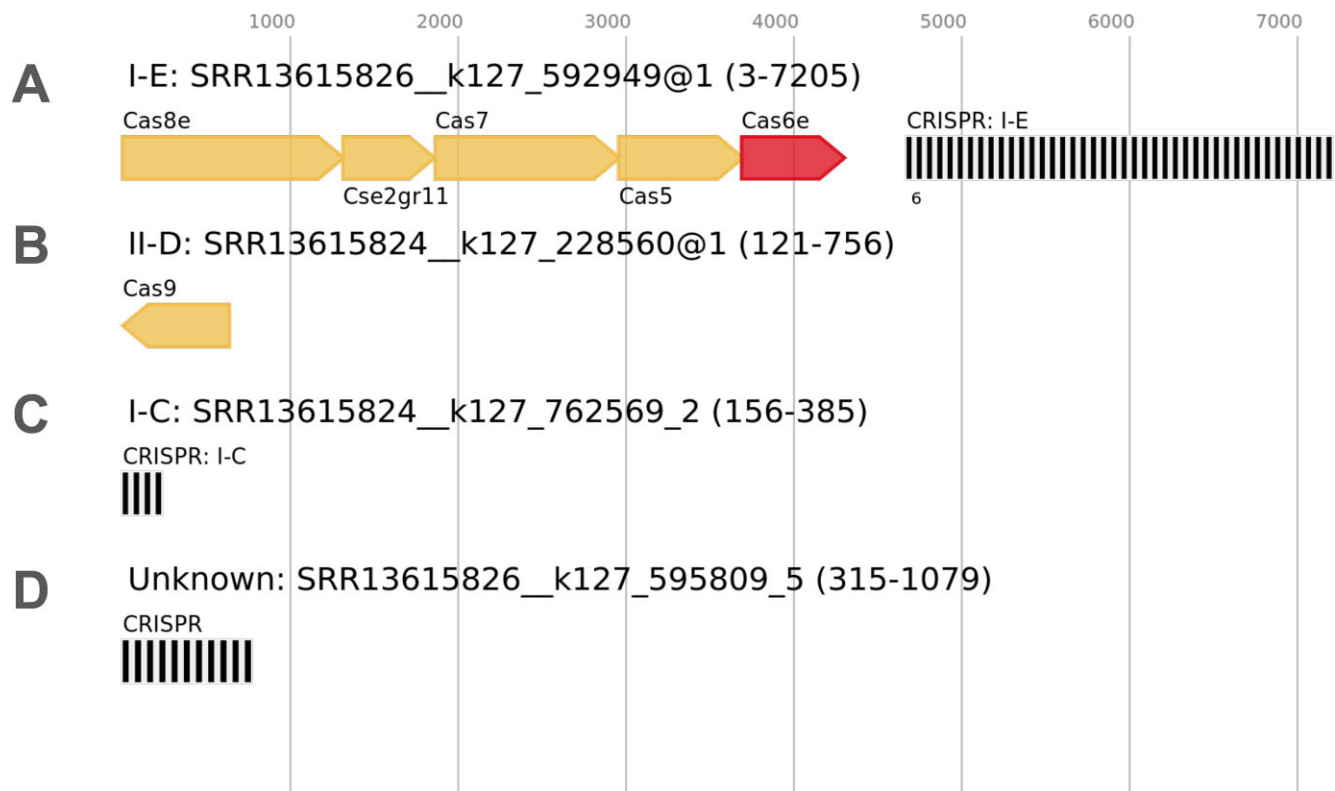 1000 2000 3000 4000 5000 6000 7000
A
I-E: SRR13615826__k127_592949@1 (3-7205)
Cas8e Cas7 Cas6e CRISPR: I-E
Cse2gr11 Cas5 6
B
II-D: SRR13615824__k127_228560@1 (121-756)
Cas9
C
I-C: SRR13615824__k127_762569_2 (156-385)
CRISPR: I-C
D
Unknown: SRR13615826__k127_595809_5 (315-1079)
CRISPR